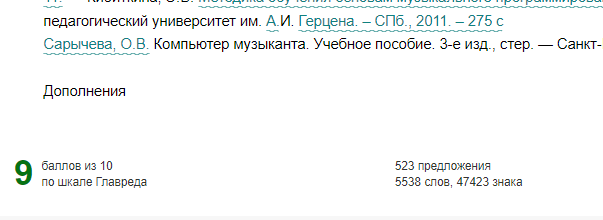 педагогический университет им. А.И. Герцена. – СПб., 2011. – 275 с
Сарычева, О.В. Компьютер музыканта. Учебное пособие. 3-е изд., стер. — Санкт-
Дополнения
9 баллов из 10
по шкале Главреда
523 предложения
5538 слов, 47423 знака